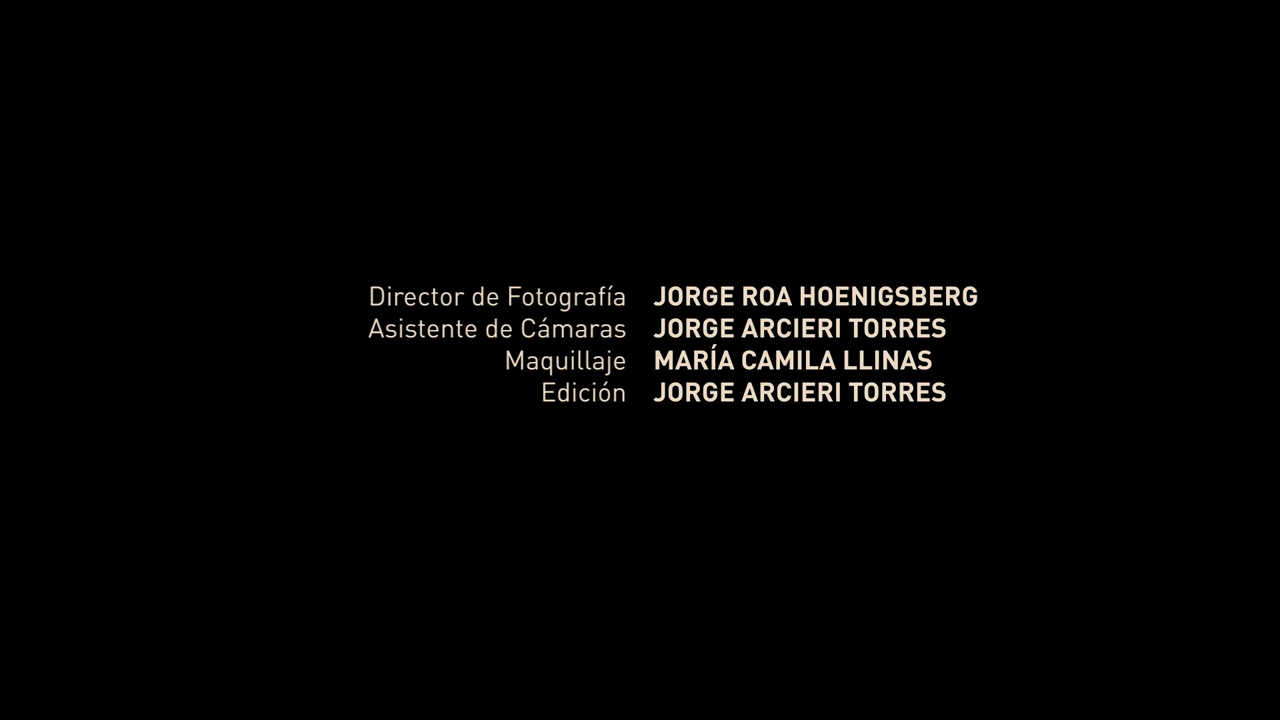 Director de Fotografía JORGE ROA HOENIGSBERG
Asistente de Cámaras JORGE ARCIERI TORRES
Maquillaje MARÍA CAMILA LLINAS
Edición JORGE ARCIERI TORRES